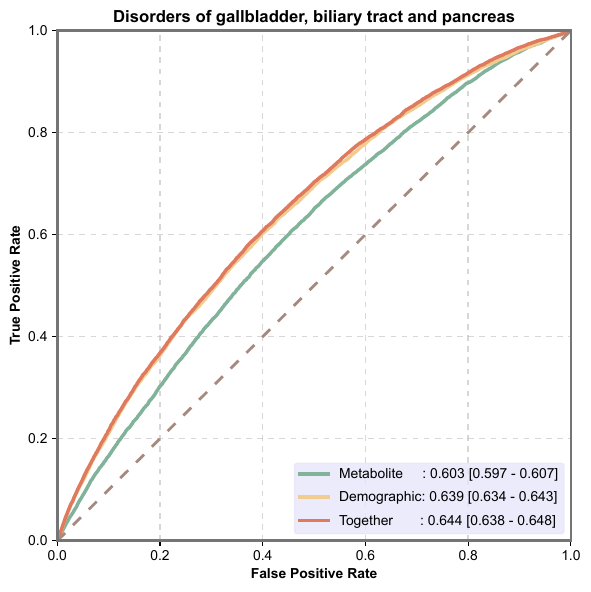 Disorders of gallbladder, biliary tract and pancreas
True Positive Rate
1.0
0.8
0.6
0.4
0.2
0.0
Metabolite : 0.603 [0.597 - 0.607]
Demographic: 0.639 [0.634 - 0.643]
Together : 0.644 [0.638 - 0.648]
0.0 0.2 0.4 0.6 0.8 1.0
False Positive Rate